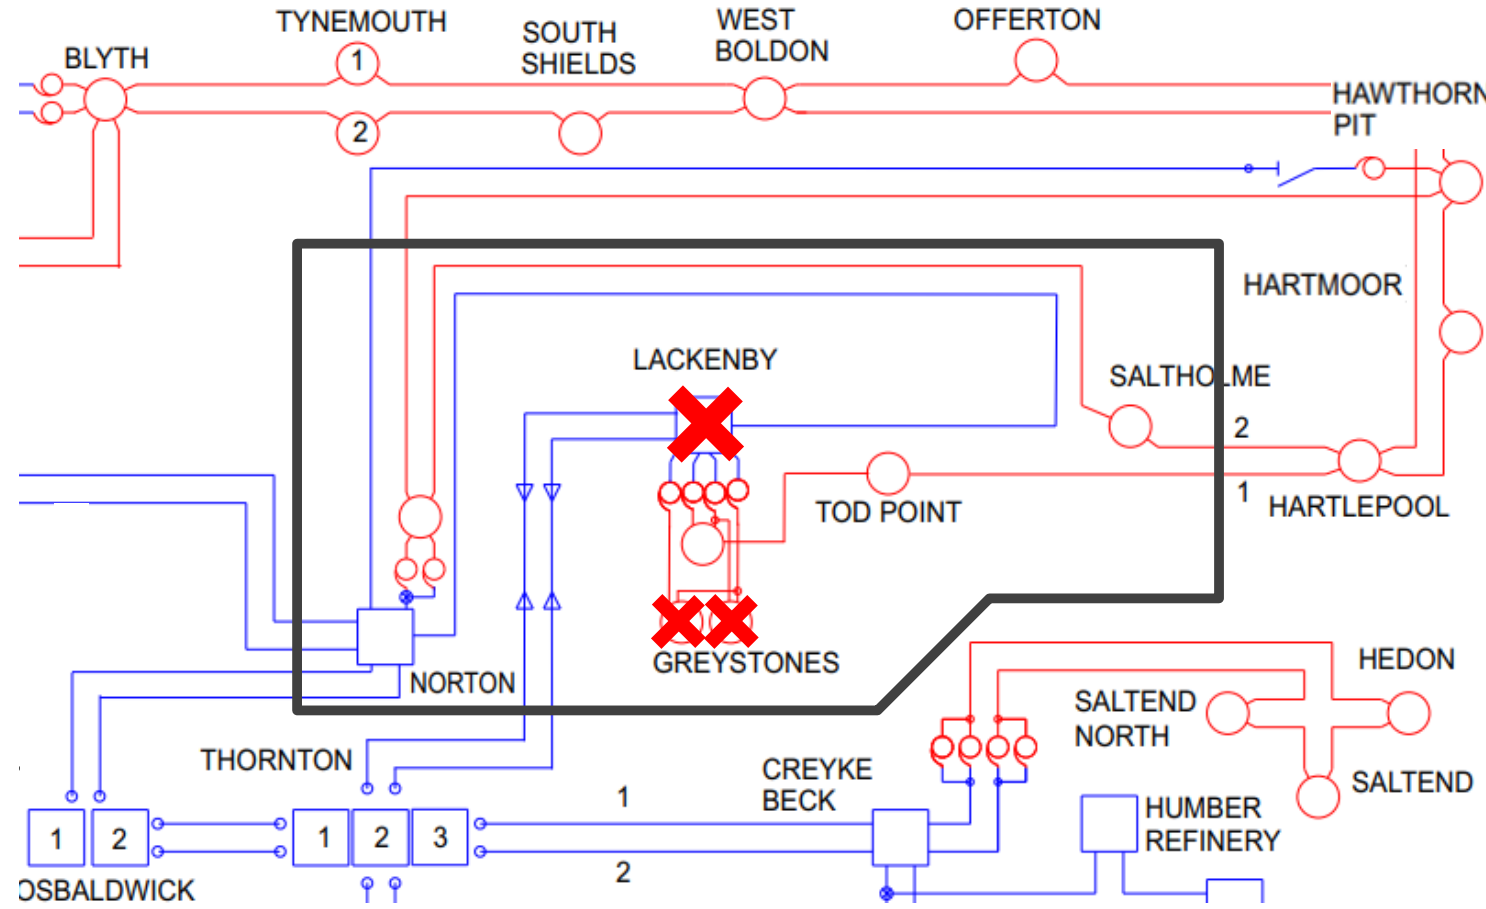 TYNEMOUTH
SOUTH
SHIELDS
WEST
BOLDON
OFFERTON
BLYTH
1
2
HAWTHORN
PIT
HARTMOOR
LACKENBY
SALTHOLME
2
1
TOD POINT
HARTLEPOOL
GREYSTONES
NORTON
HEDON
SALTEND
NORTH
THORNTON
CREYKE
BECK
SALTEND
1
HUMBER
REFINERY
1
2
1
2
3
2
OSBALDWICK